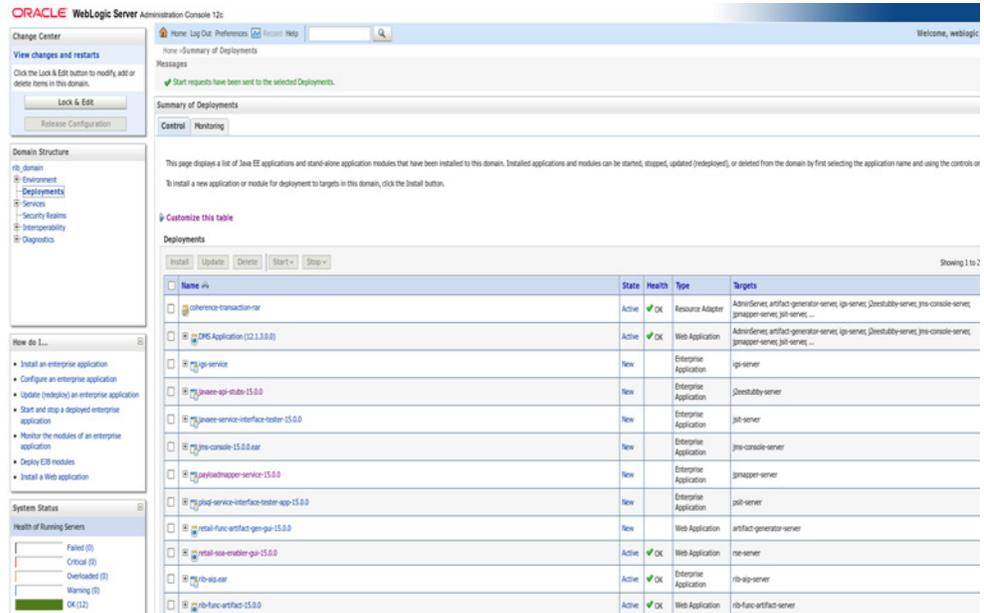 ORACLE WebLogic Server Administration Console 12c
Change Center
View changes and restarts
Click the Lock & Edit button to modify, add or
delete items in this domain.
Lock & Edit
Release Configuration
Domain Structure
rib_domain
Environment
Deployments
Services
Security Realms
Interoperability
Diagnostics
How do I...
Install an enterprise application
Configure an enterprise application
Update (redeploy) an enterprise application
Start and stop a deployed enterprise
application
Monitor the modules of an enterprise
application
Deploy EJB modules
Install a Web application
System Status
Health of Running Servers
Failed (0)
Critical (0)
Overloaded (0)
Warning (0)
OK (12)
Home Log Out Preferences Record Help
Welcome, weblogic
Home >Summary of Deployments
Messages
Start requests have been sent to the selected Deployments.
Summary of Deployments
Control Monitoring
This page displays a list of Java EE applications and stand-alone application modules that have been installed to this domain. Installed applications and modules can be started, stopped, updated (redeployed), or deleted from the domain by first selecting the application name and using the controls on
To install a new application or module for deployment to targets in this domain, click the Install button.
Customize this table
Deployments
Install Update Delete Start Stop
Showing 1 to 2
Name State Health Type Targets
coherence-transaction-rar Active OK Resource Adapter AdminServer, artifact-generator-server, igs-server, j2eestubby-server, jms-console-server,
jpmapper-server, jsit-server, ...
DMS Application (12.1.3.0.0) Active OK Web Application AdminServer, artifact-generator-server, igs-server, j2eestubby-server, jms-console-server,
jpmapper-server, jsit-server, ...
igs-service New Enterprise
Application igs-server
javaee-api-stubs-15.0.0 New Enterprise
Application j2eestubby-server
javaee-service-interface-tester-15.0.0 New Enterprise
Application jsit-server
jms-console-15.0.0.ear New Enterprise
Application jms-console-server
payloadmapper-service-15.0.0 New Enterprise
Application jpmapper-server
plsql-service-interface-tester-app-15.0.0 New Enterprise
Application psit-server
retail-func-artifact-gen-gui-15.0.0 New Web Application artifact-generator-server
retail-soa-enabler-gui-15.0.0 Active OK Web Application rse-server
rib-aip.ear Active OK Enterprise
Application rib-aip-server
rib-func-artifact-15.0.0 Active OK Web Application rib-func-artifact-server